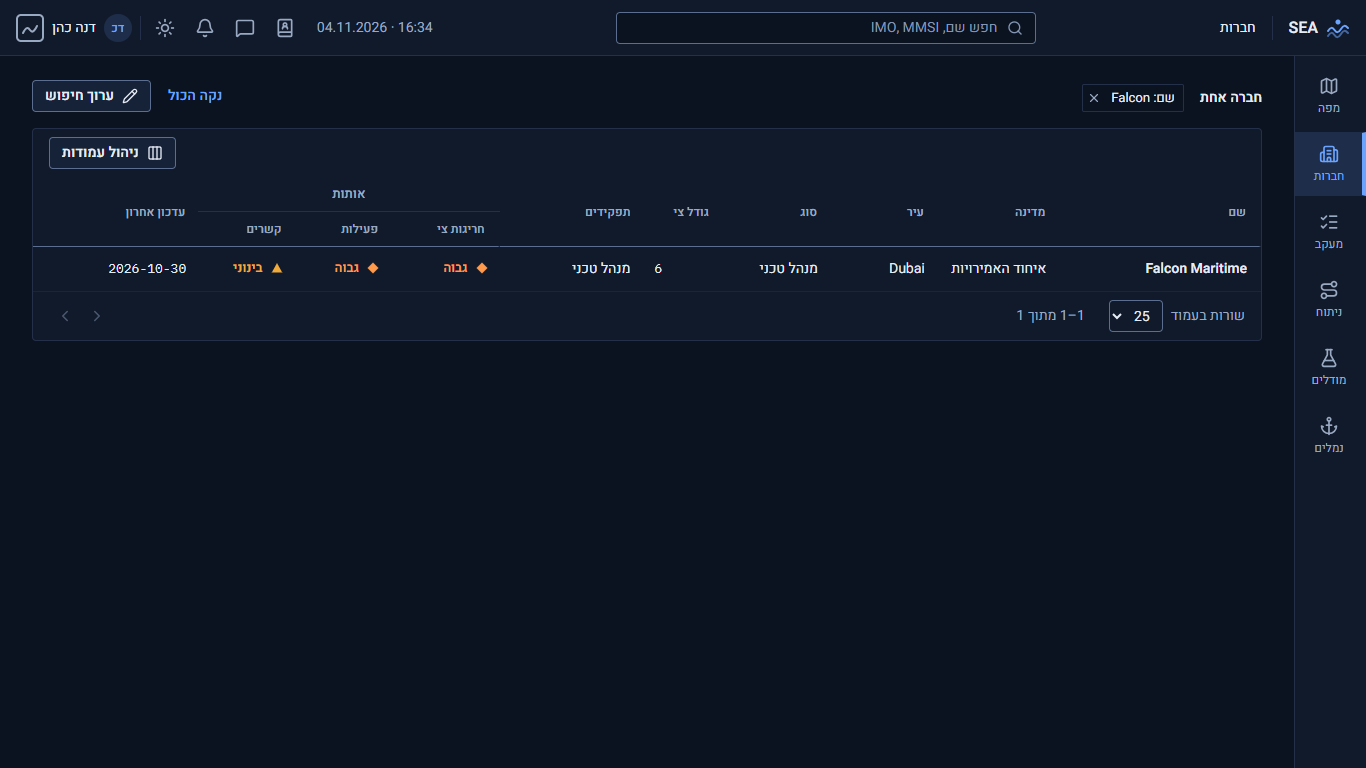 SEA
חברות
חפש שם, IMO, MMSI
04.11.2026 · 16:34
דכ
דנה כהן
מפה
חברות
מעקב
ניתוח
מודלים
נמלים
חברה אחת
שם: Falcon
נקה הכול
ערוך חיפוש
ניהול עמודות
שם מדינה עיר סוג גודל צי תפקידים אותות עדכון אחרון
חריגות צי פעילות קשרים
Falcon Maritime איחוד האמירויות Dubai מנהל טכני 6 מנהל טכני גבוה גבוה בינוני 2026-10-30
שורות בעמוד 25 1–1 מתוך 1